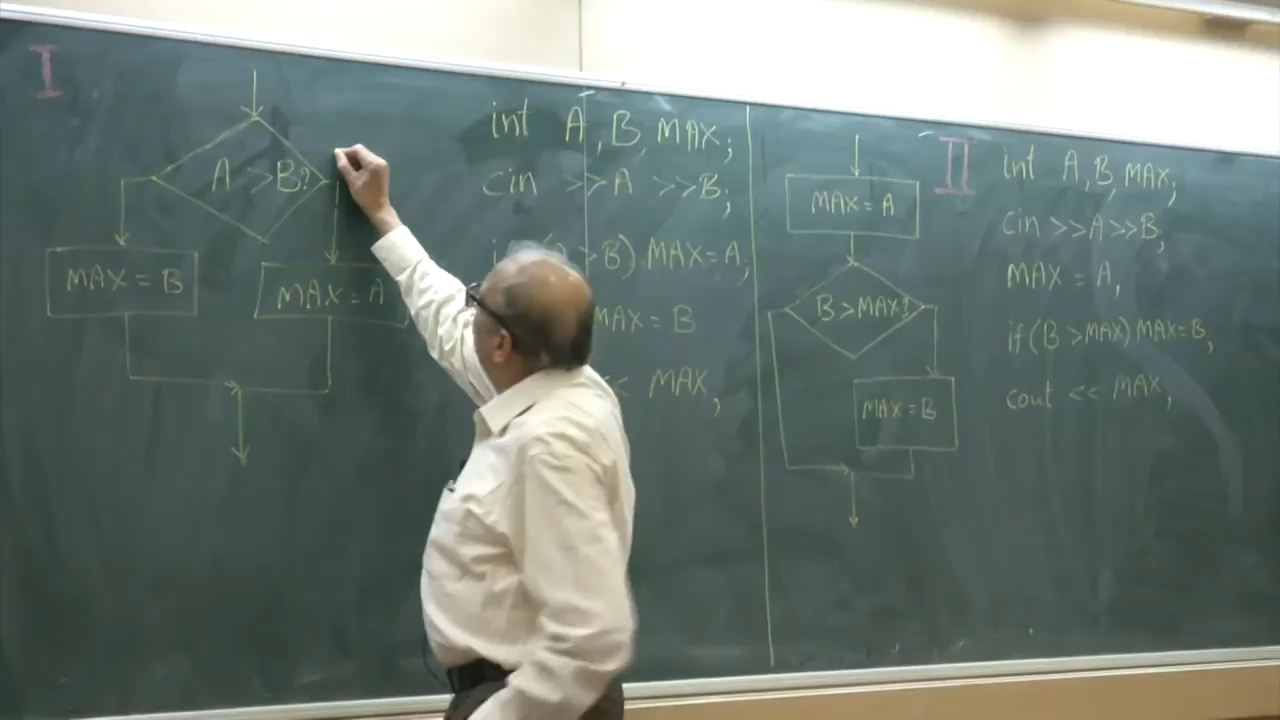 I
A > B?
MAX = B
MAX = A
int A, B, MAX;
cin >> A >> B;
> B) MAX = A;
MAX = B
<< MAX;
II
MAX = A
B > MAX?
MAX = B
int A, B, MAX;
cin >> A >> B;
MAX = A;
if (B > MAX) MAX = B;
cout << MAX;